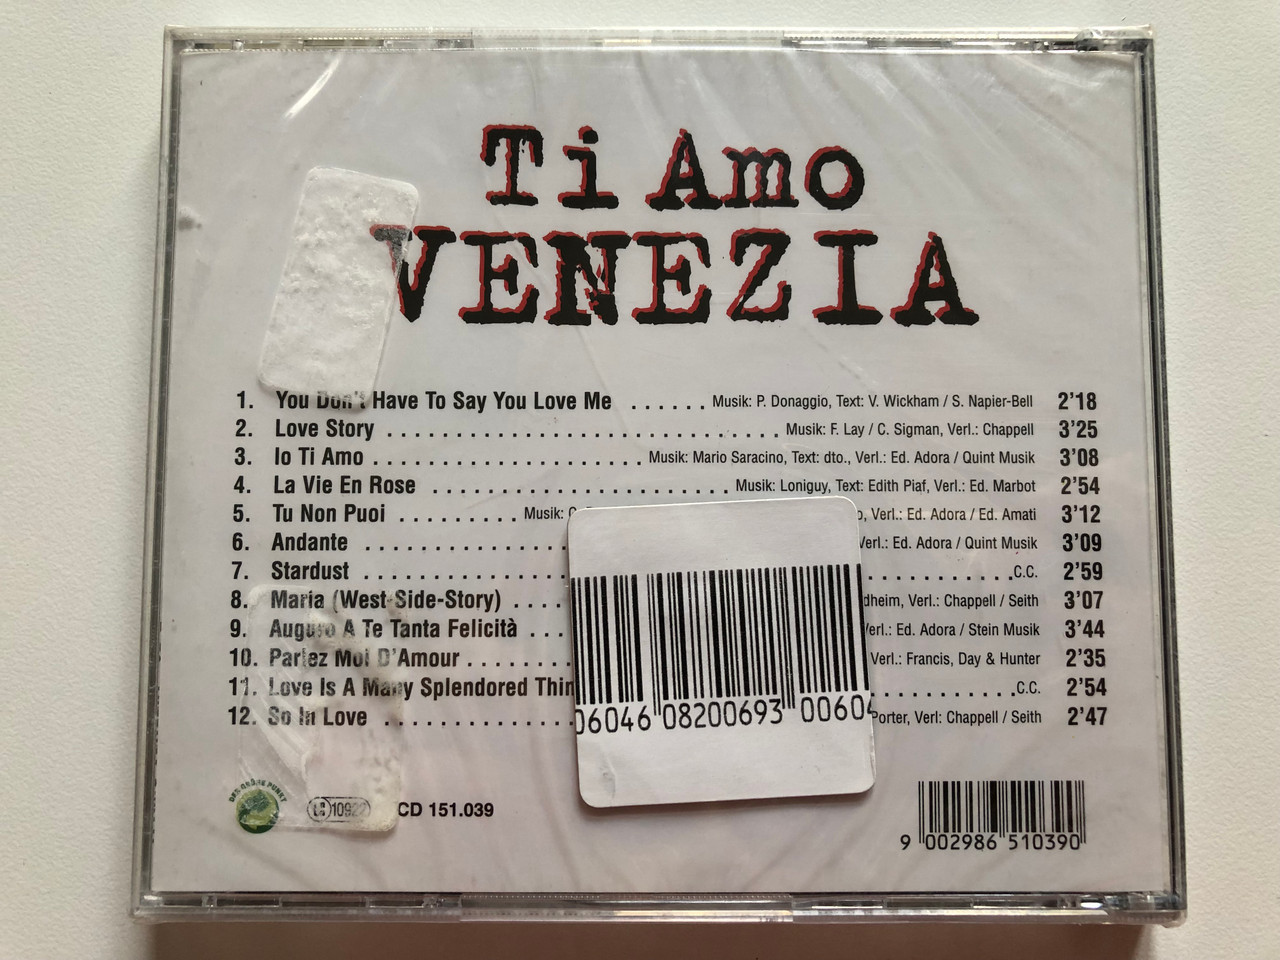 Ti Amo
VENEZIA
1. You Don't Have To Say You Love Me ...... Musik: P. Donaggio, Text: V. Wickham / S. Napier-Bell 2'18
2. Love Story ............................ Musik: F. Lay / C. Sigman, Verl.: Chappell 3'25
3. Io Ti Amo .................... Musik: Mario Saracino, Text: dto., Verl.: Ed. Adora / Quint Musik 3'08
4. La Vie En Rose ...................... Musik: Loniguy, Text: Edith Piaf, Verl.: Ed. Marbot 2'54
5. Tu Non Puoi ......... Musik: Verl.: Ed. Adora / Ed. Amati 3'12
6. Andante ............... Verl.: Ed. Adora / Quint Musik 3'09
7. Stardust ............... ...........C.C. 2'59
8. Maria (West-Side-Story) .... Verl.: Chappell / Seith 3'07
9. Auguro A Te Tanta Felicità ... Verl.: Ed. Adora / Stein Musik 3'44
10. Parlez Moi D'Amour ........ Verl.: Francis, Day & Hunter 2'35
11. Love Is A Many Splendored ...........C.C. 2'54
12. So In Love .............. Porter, Verl: Chappell / Seith 2'47
06046 08200693 00604
DER GRÜNE PUNKT
LC 10922 CD 151.039
9 002986 510390